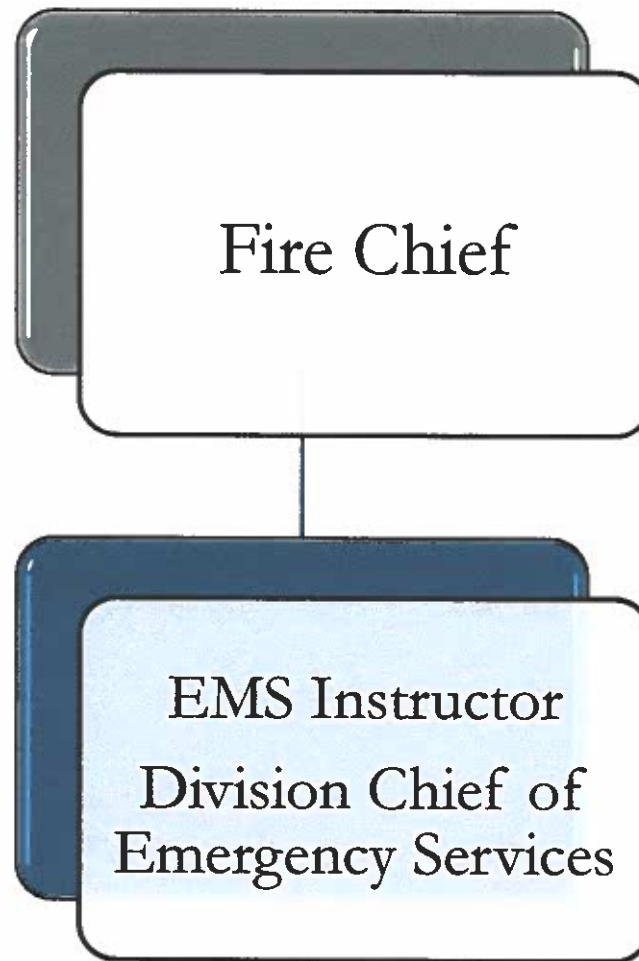 Fire Chief
EMS Instructor
Division Chief of
Emergency Services